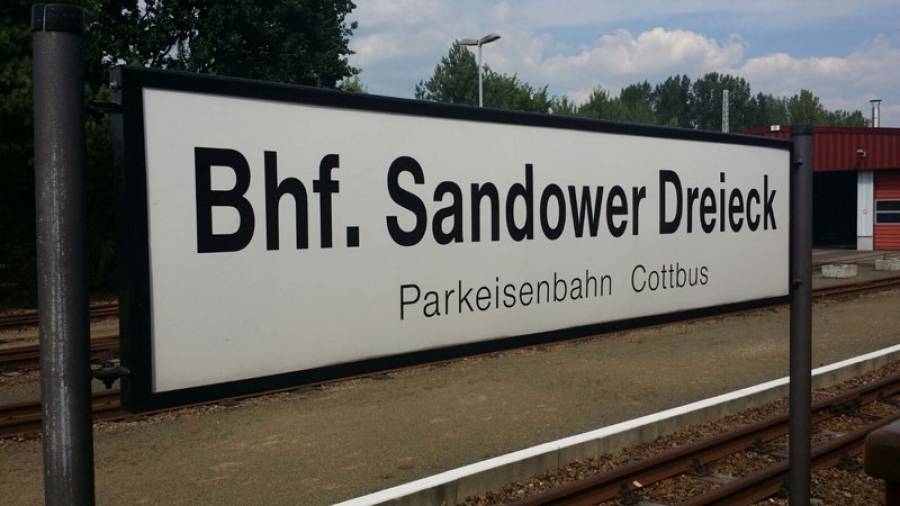 Bhf. Sandower Dreieck
Parkeisenbahn Cottbus